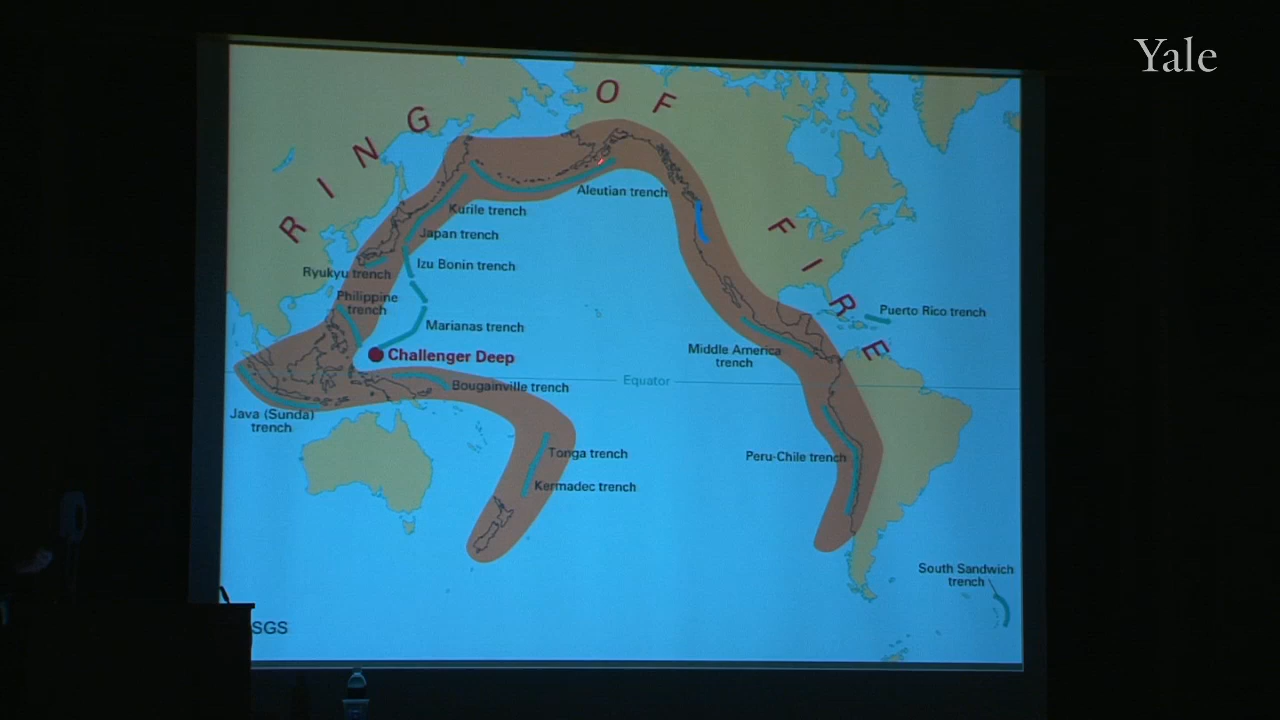 Yale
RING OF FIRE
Aleutian trench
Kurile trench
Japan trench
Izu Bonin trench
Ryukyu trench
Philippine
trench
Marianas trench
Puerto Rico trench
Challenger Deep
Middle America
trench
Equator
Bougainville trench
Java (Sunda)
trench
Tonga trench
Peru-Chile trench
Kermadec trench
South Sandwich
trench
SGS